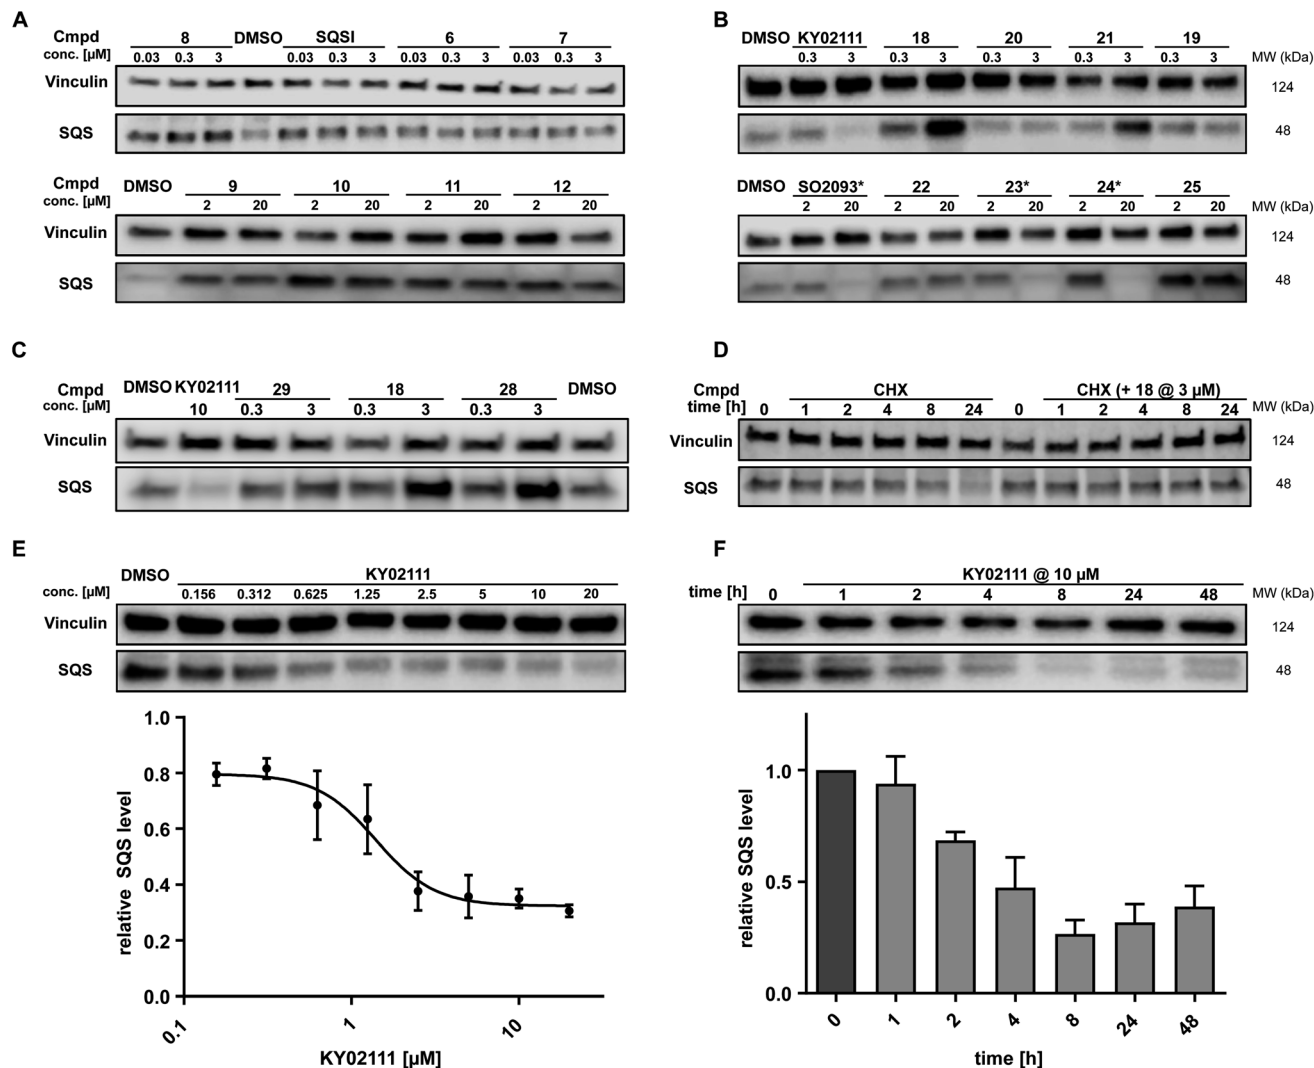 A
Cmpd 8 DMSO SQSI 6 7
conc. [µM] 0.03 0.3 3 0.03 0.3 3 0.03 0.3 3 0.03 0.3 3
Vinculin
SQS
Cmpd DMSO 9 10 11 12
conc. [µM] 2 20 2 20 2 20 2 20
Vinculin
SQS
B
DMSO KY02111 18 20 21 19
0.3 3 0.3 3 0.3 3 0.3 3 0.3 3 MW (kDa)
124
48
DMSO SO2093* 22 23* 24* 25
2 20 2 20 2 20 2 20 2 20 MW (kDa)
124
48
C
Cmpd DMSO KY02111 29 18 28 DMSO
conc. [µM] 10 0.3 3 0.3 3 0.3 3
Vinculin
SQS
D
Cmpd CHX CHX (+ 18 @ 3 µM)
time [h] 0 1 2 4 8 24 0 1 2 4 8 24 MW (kDa)
Vinculin 124
SQS 48
E
DMSO KY02111
conc. [µM] 0.156 0.312 0.625 1.25 2.5 5 10 20
Vinculin
SQS
relative SQS level
1.0
0.8
0.6
0.4
0.2
0.0
0.1 1 10
KY02111 [µM]
F
KY02111 @ 10 µM
time [h] 0 1 2 4 8 24 48 MW (kDa)
124
48
relative SQS level
1.0
0.5
0.0
0 1 2 4 8 24 48
time [h]